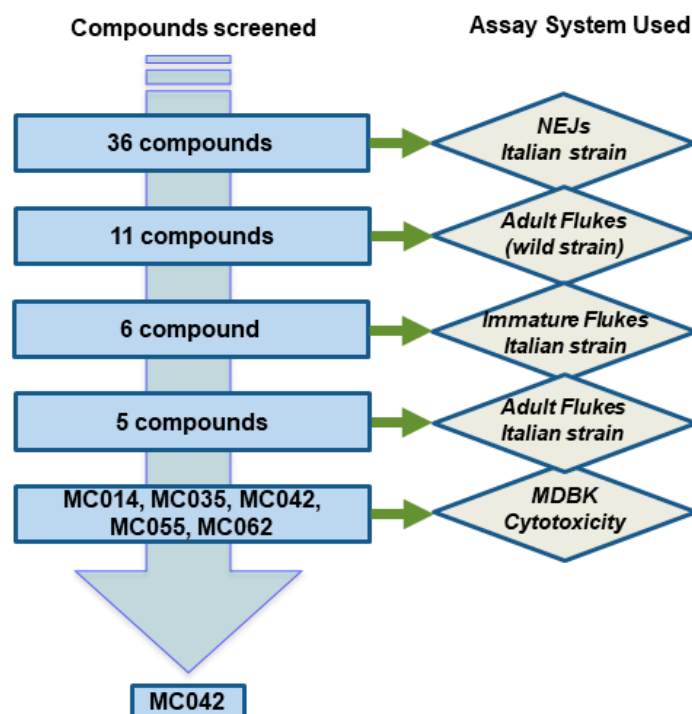 Compounds screened
Assay System Used
36 compounds
NEJs
Italian strain
11 compounds
Adult Flukes
(wild strain)
6 compound
Immature Flukes
Italian strain
5 compounds
Adult Flukes
Italian strain
MC014, MC035, MC042,
MC055, MC062
MDBK
Cytotoxicity
MC042